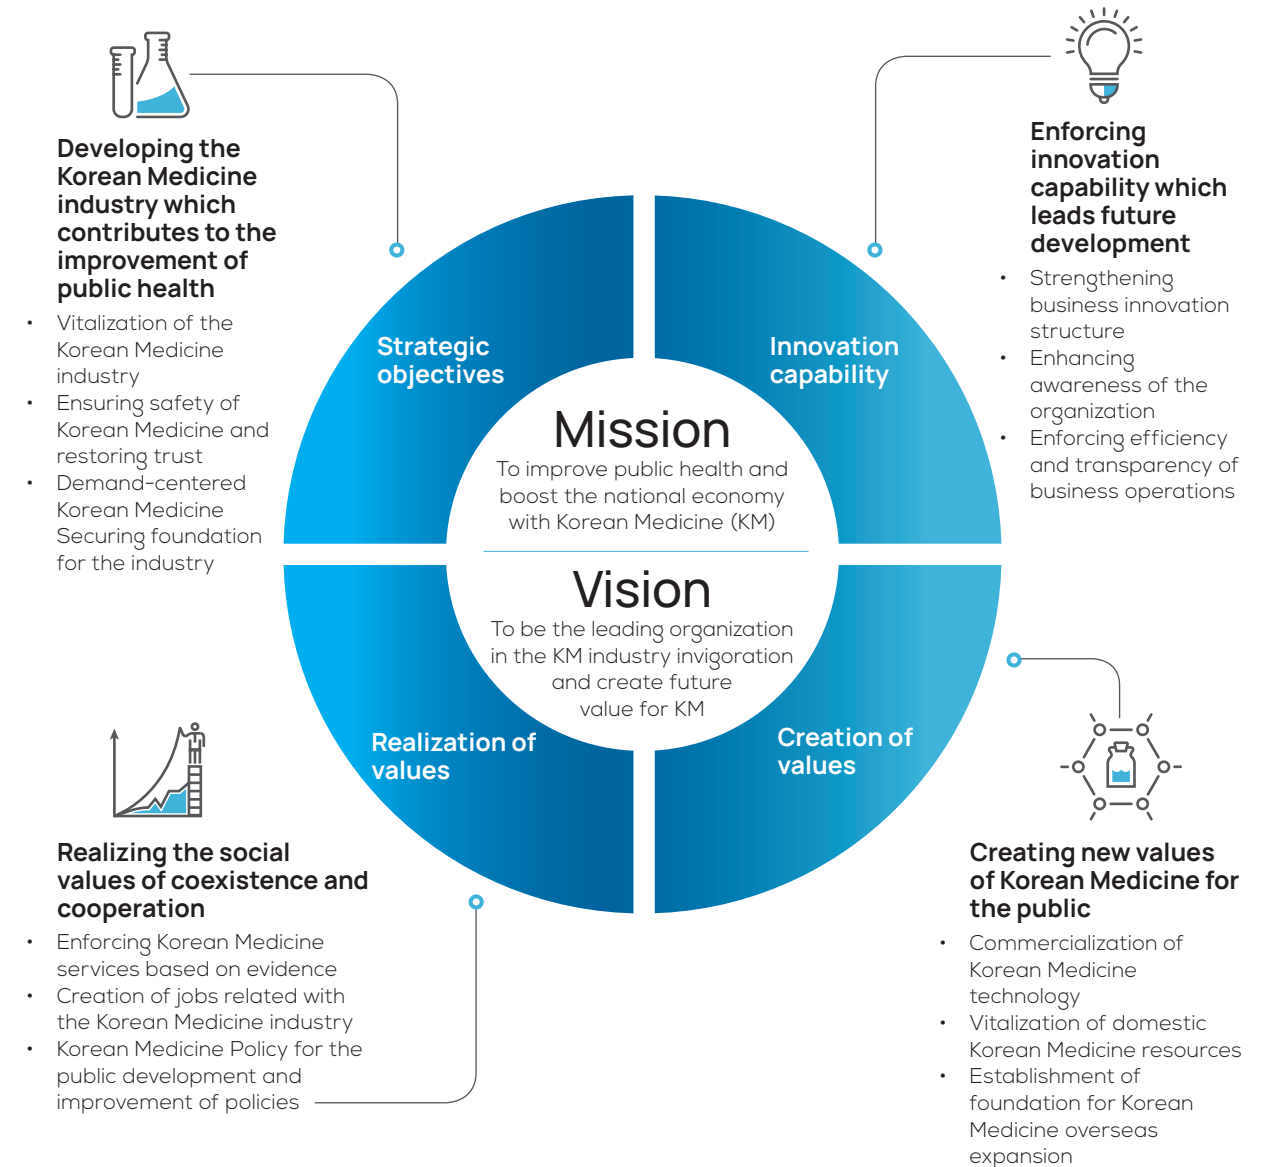 Developing the
Korean Medicine
industry which
contributes to the
improvement of
public health
• Vitalization of the
Korean Medicine
industry
• Ensuring safety of
Korean Medicine and
restoring trust
• Demand-centered
Korean Medicine
Securing foundation
for the industry
Enforcing
innovation
capability which
leads future
development
• Strengthening
business innovation
structure
• Enhancing
awareness of the
organization
• Enforcing efficiency
and transparency of
business operations
Strategic
objectives
Innovation
capability
Mission
To improve public health and
boost the national economy
with Korean Medicine (KM)
Vision
To be the leading organization
in the KM industry invigoration
and create future
value for KM
Realization of
values
Creation of
values
Realizing the social
values of coexistence and
cooperation
• Enforcing Korean Medicine
services based on evidence
• Creation of jobs related with
the Korean Medicine industry
• Korean Medicine Policy for the
public development and
improvement of policies
Creating new values
of Korean Medicine for
the public
• Commercialization of
Korean Medicine
technology
• Vitalization of domestic
Korean Medicine resources
• Establishment of
foundation for Korean
Medicine overseas
expansion